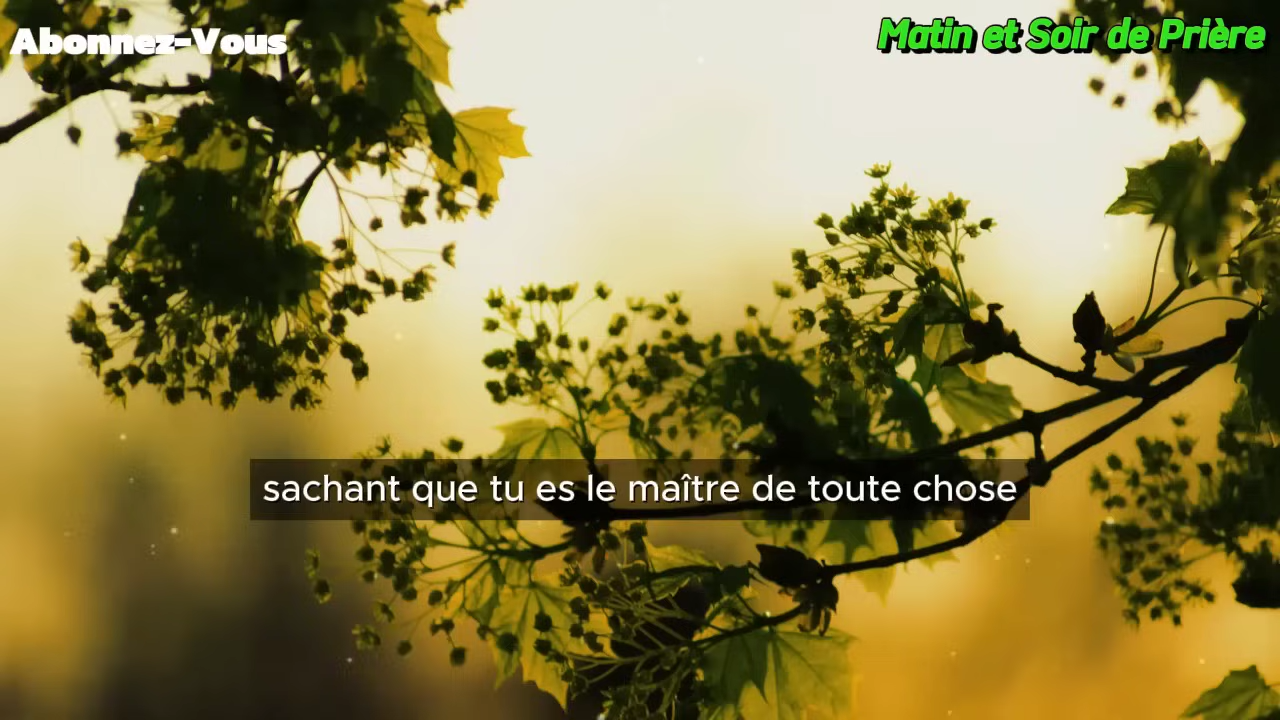 Abonnez-Vous
Matin et Soir de Prière
sachant que tu es le maître de toute chose